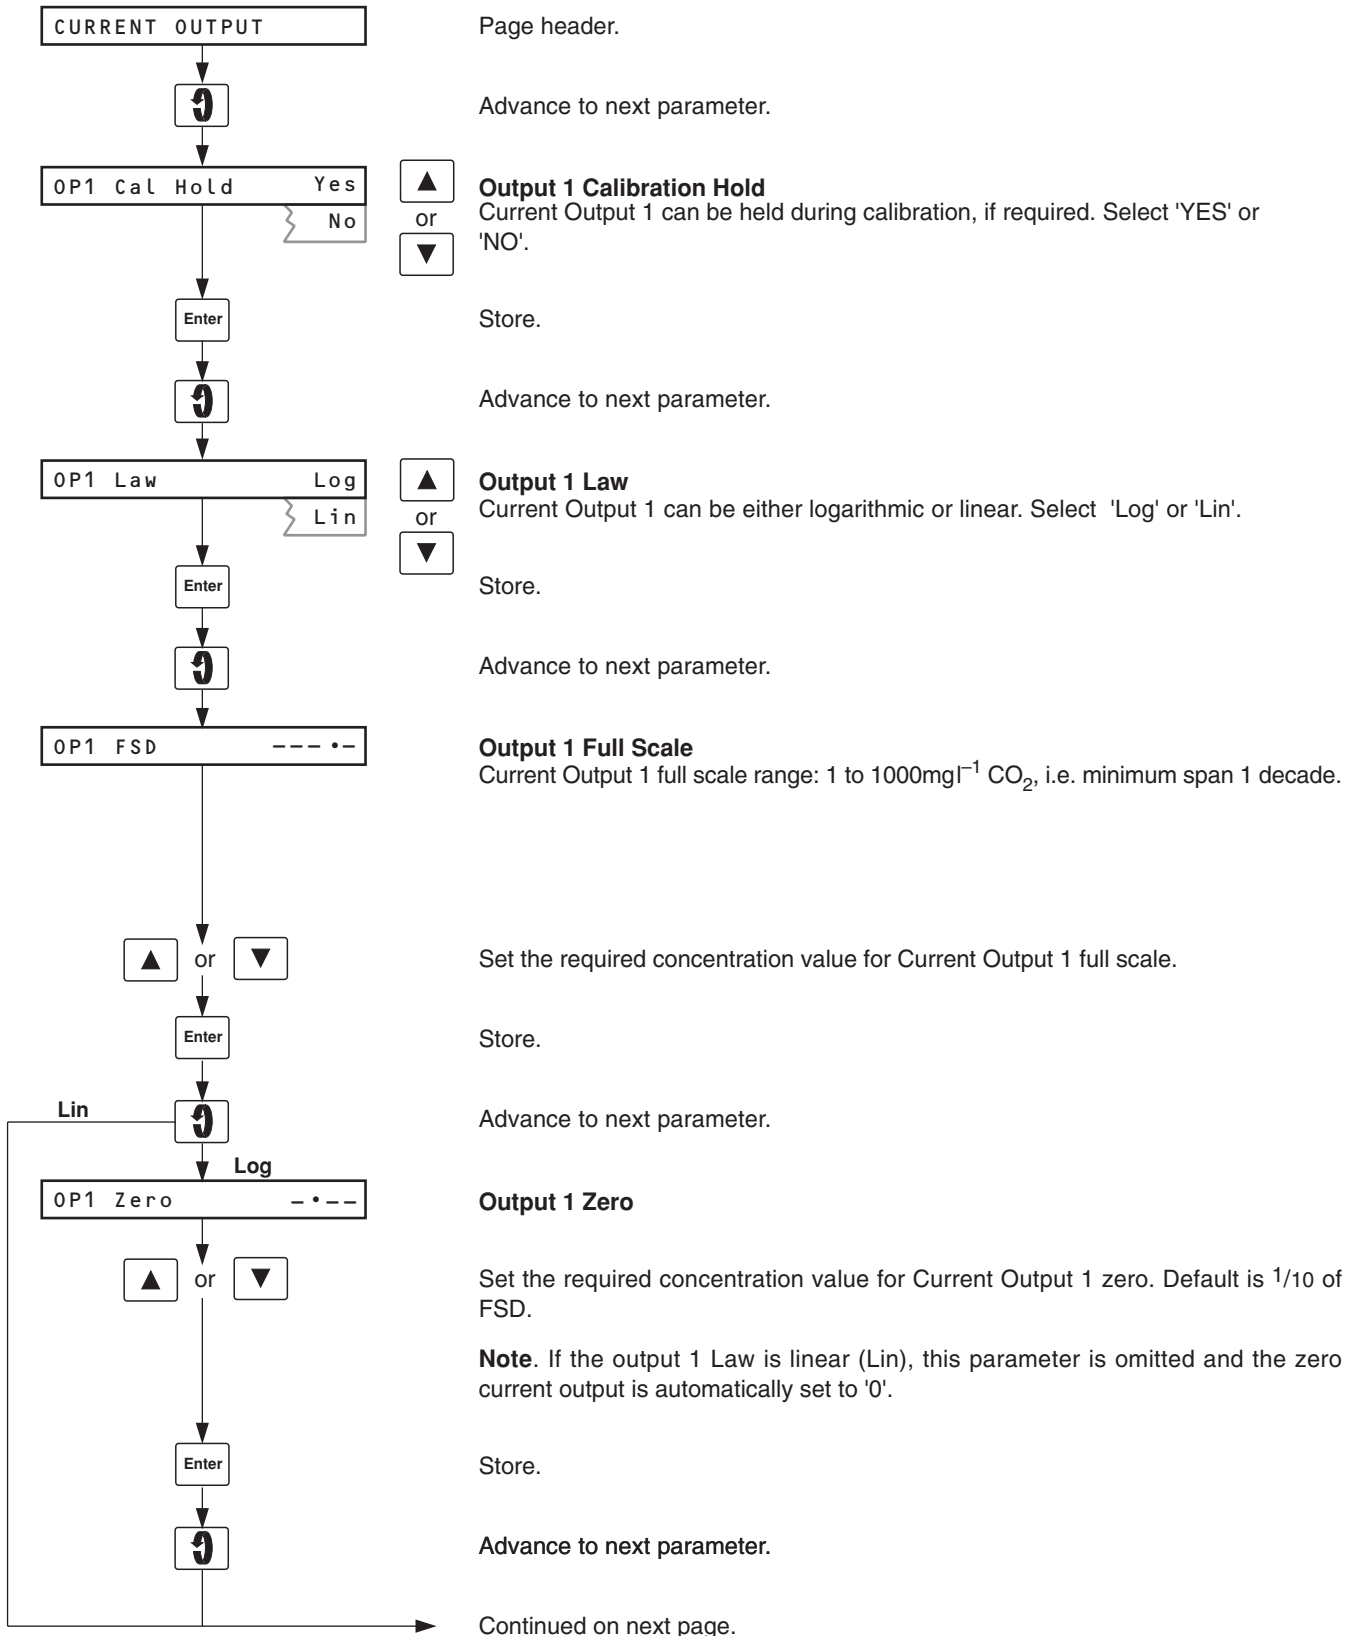 CURRENT OUTPUT
Page header.
Advance to next parameter.
OP1 Cal Hold Yes
No
or
Output 1 Calibration Hold
Current Output 1 can be held during calibration, if required. Select 'YES' or
'NO'.
Enter
Store.
Advance to next parameter.
OP1 Law Log
Lin
or
Output 1 Law
Current Output 1 can be either logarithmic or linear. Select 'Log' or 'Lin'.
Enter
Store.
Advance to next parameter.
OP1 FSD –––•–
Output 1 Full Scale
Current Output 1 full scale range: 1 to 1000mgl⁻¹ CO₂, i.e. minimum span 1 decade.
or
Set the required concentration value for Current Output 1 full scale.
Enter
Store.
Lin
Advance to next parameter.
Log
OP1 Zero –•––
Output 1 Zero
or
Set the required concentration value for Current Output 1 zero. Default is 1/10 of
FSD.
Note. If the output 1 Law is linear (Lin), this parameter is omitted and the zero
current output is automatically set to '0'.
Enter
Store.
Advance to next parameter.
Continued on next page.